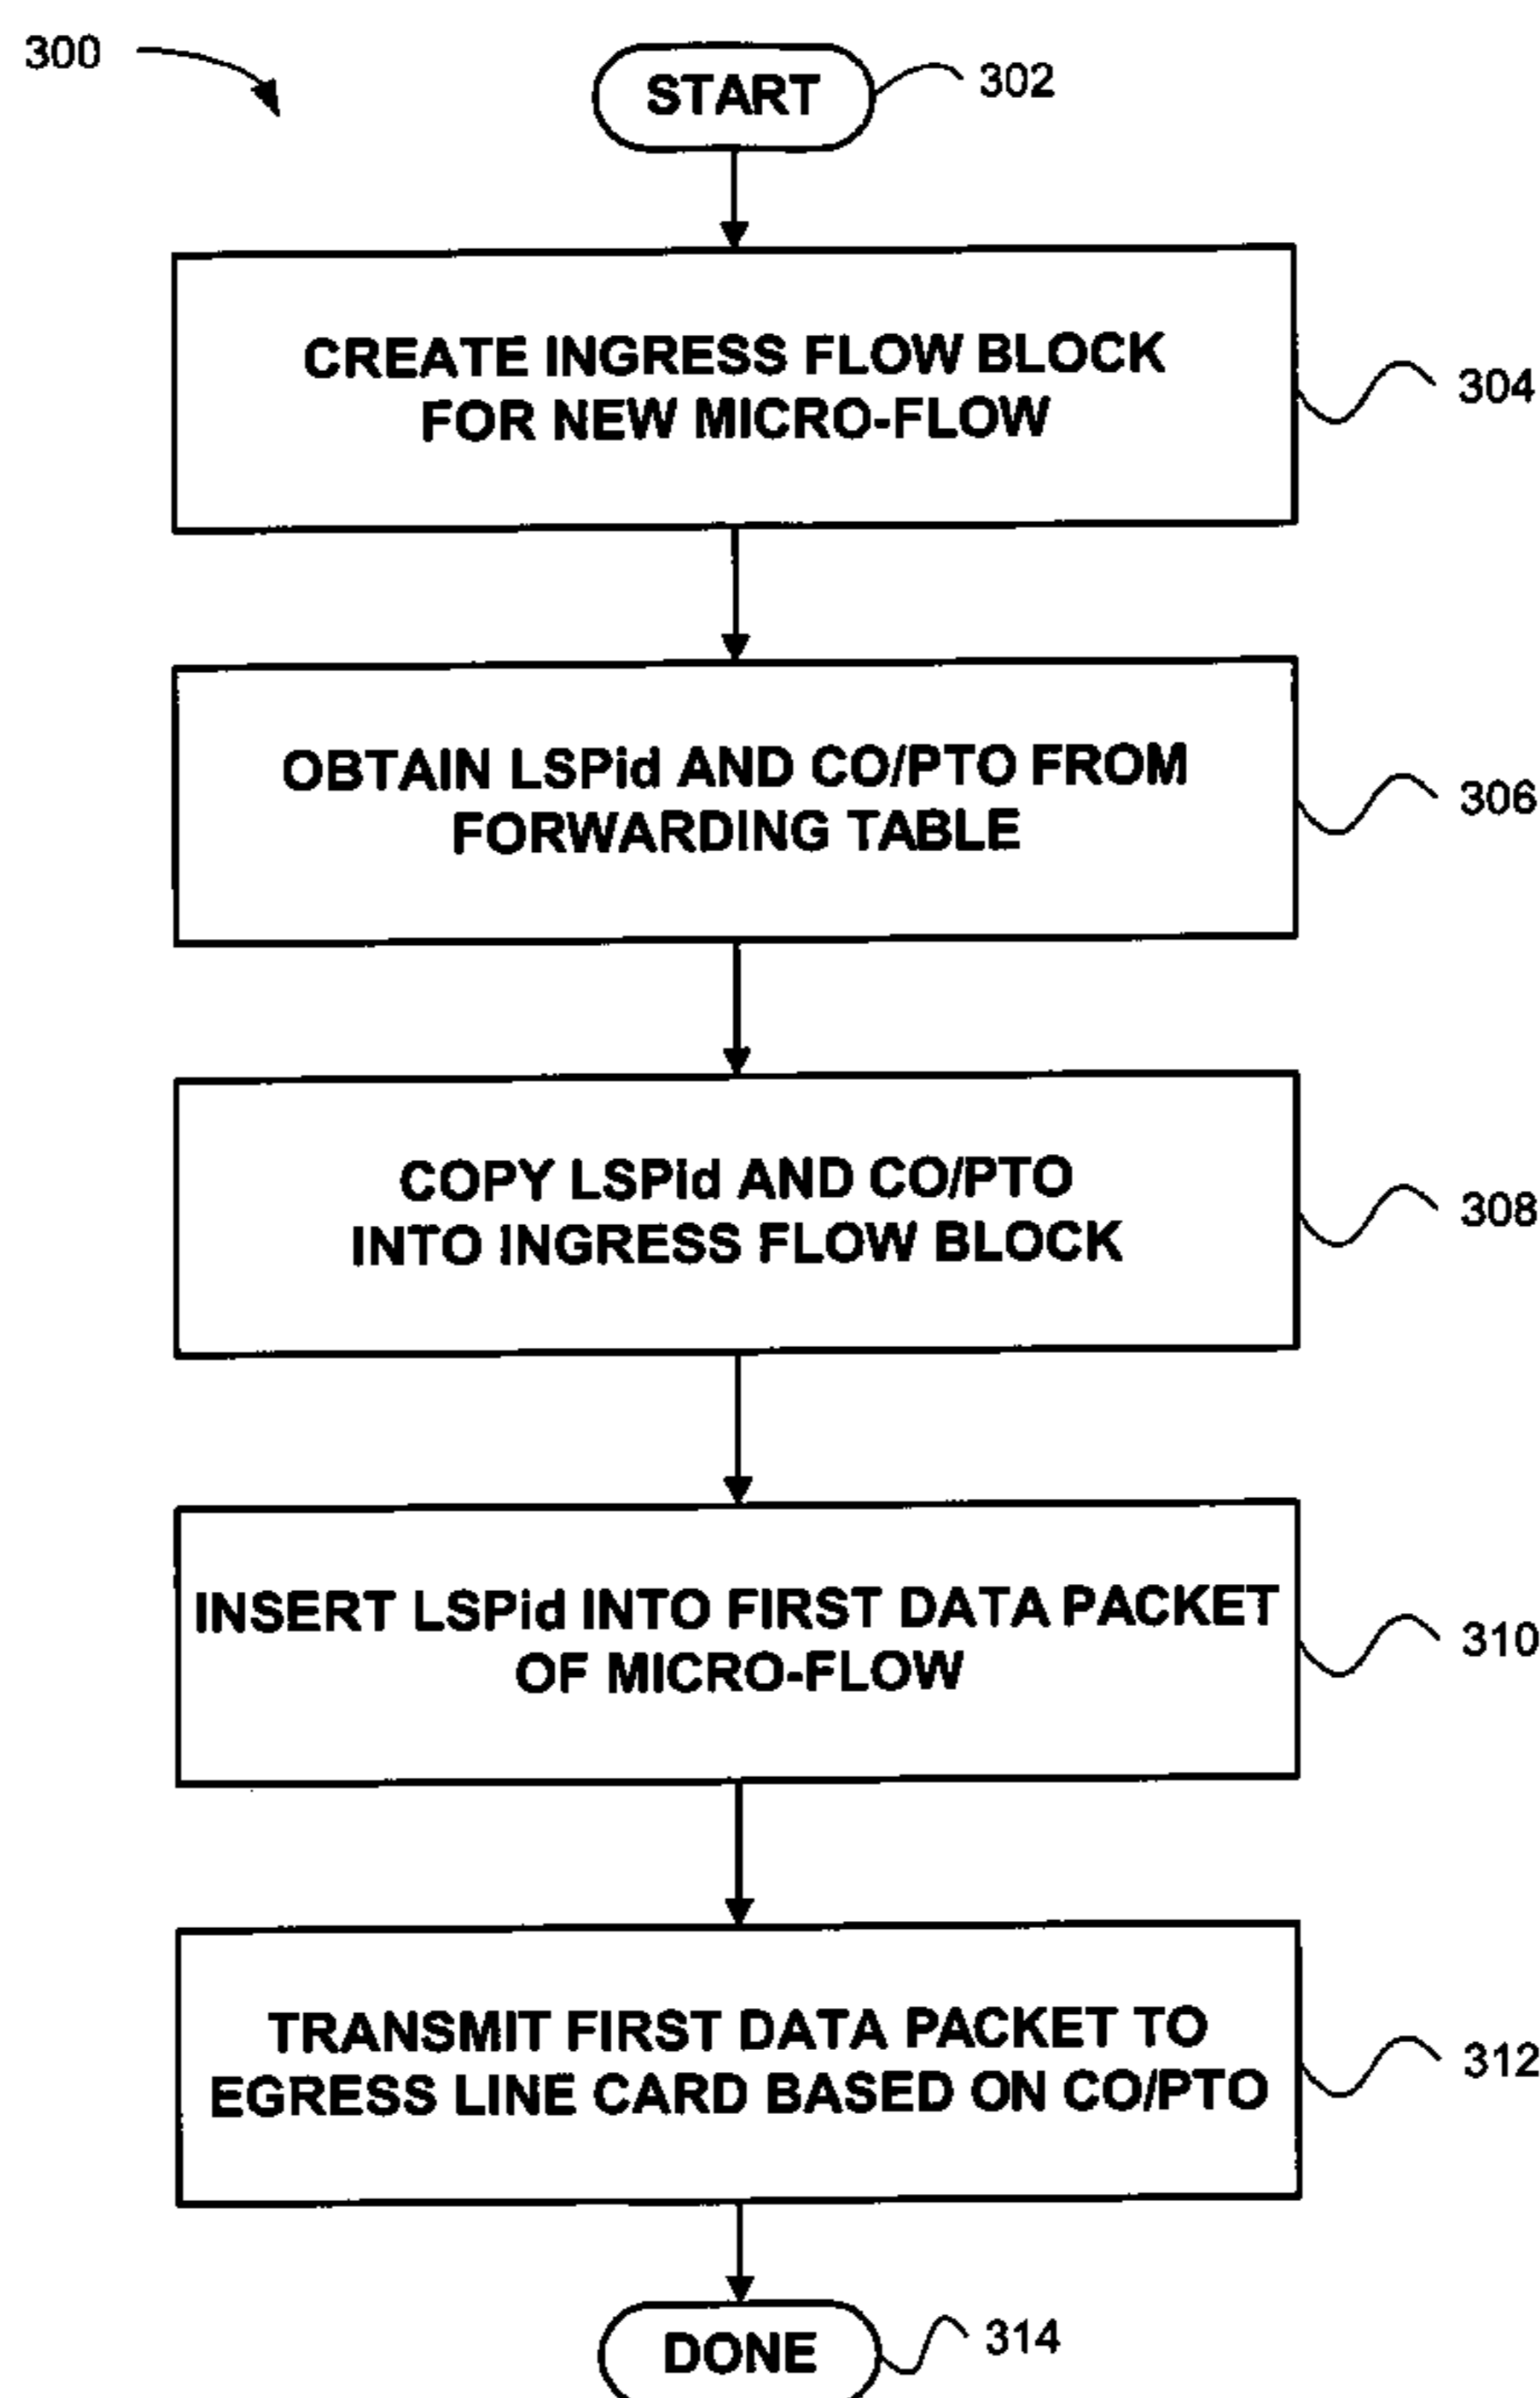 300
START
302
CREATE INGRESS FLOW BLOCK
FOR NEW MICRO-FLOW
304
OBTAIN LSPid AND CO/PTO FROM
FORWARDING TABLE
306
COPY LSPid AND CO/PTO
INTO INGRESS FLOW BLOCK
308
INSERT LSPid INTO FIRST DATA PACKET
OF MICRO-FLOW
310
TRANSMIT FIRST DATA PACKET TO
EGRESS LINE CARD BASED ON CO/PTO
312
DONE
314